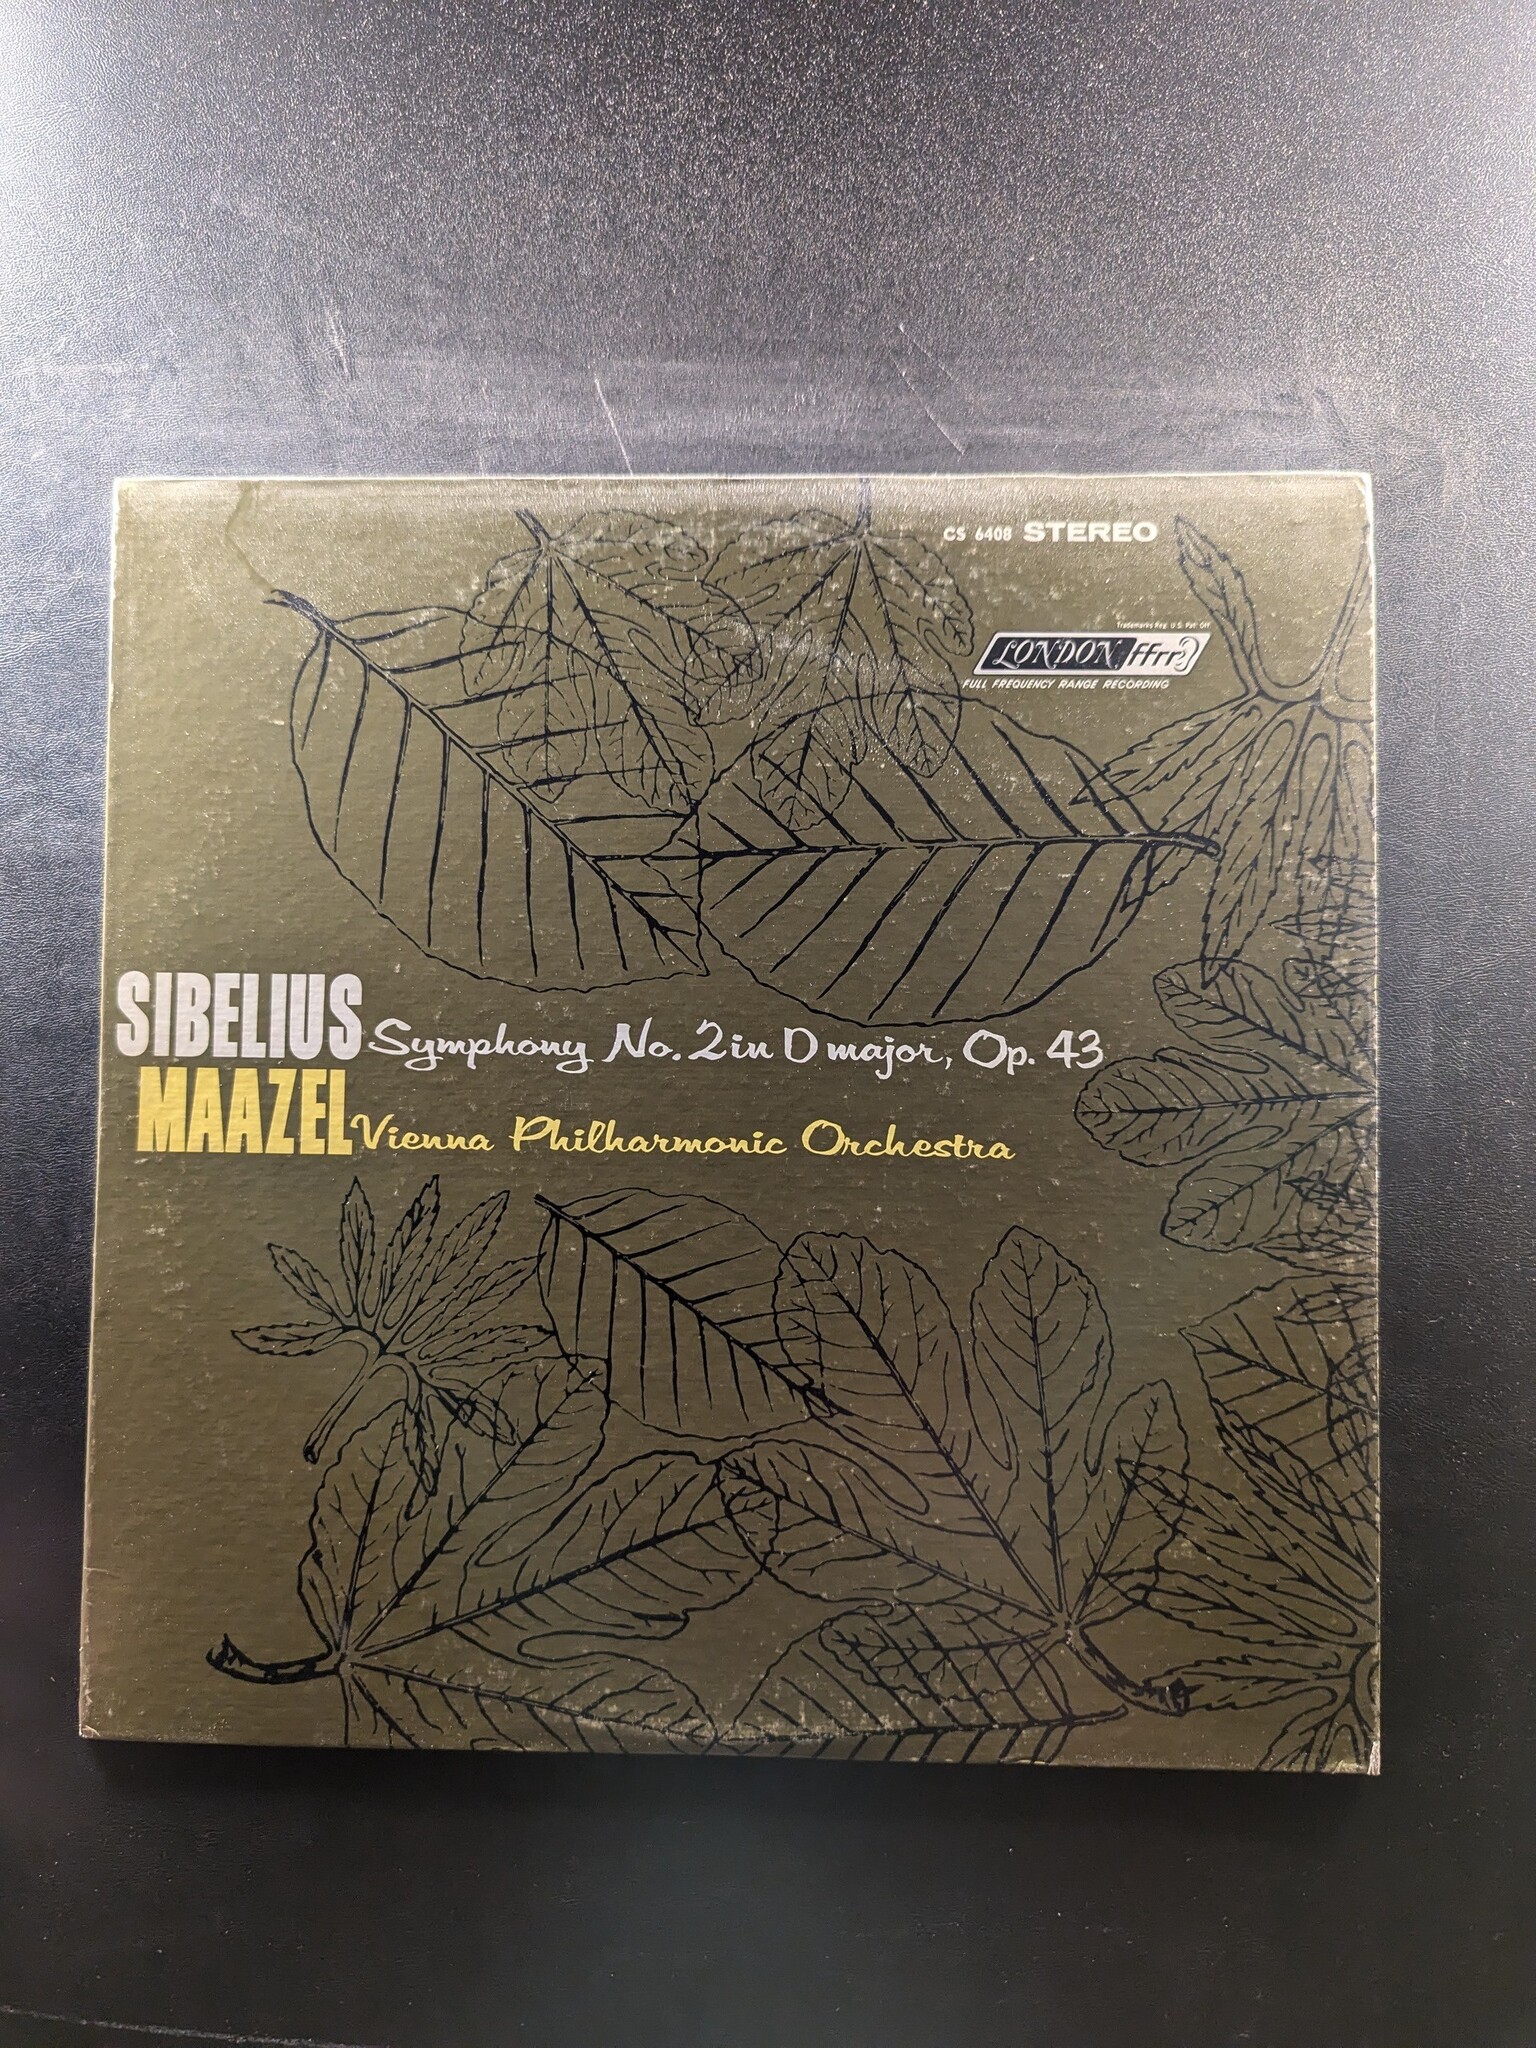 CS 6408 STEREO
Trademarks Reg. U.S. Pat. Off
LONDON ffrr
FULL FREQUENCY RANGE RECORDING
SIBELIUS Symphony No. 2 in D major, Op. 43
MAAZEL Vienna Philharmonic Orchestra